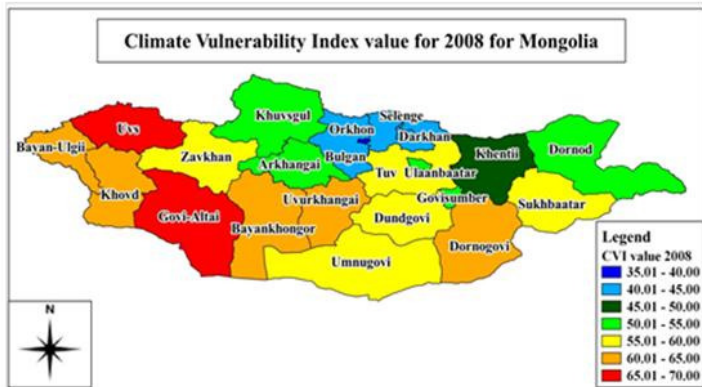 Climate Vulnerability Index value for 2008 for Mongolia
Khuvsgul
Selenge
Uvs
Orkhon
Darkhan
Bayan-Ulgii
Zavkhan
Bulgan
Khentii
Dornod
Arkhangai
Tuv
Ulaanbaatar
Khovd
Uvurkhangai
Govisumber
Sukhbaatar
Govi-Altai
Bayankhongor
Dundgovi
Dornogovi
Umnugovi
N
Legend
CVI value 2008
35.01 - 40.00
40.01 - 45.00
45.01 - 50.00
50.01 - 55.00
55.01 - 60.00
60.01 - 65.00
65.01 - 70.00